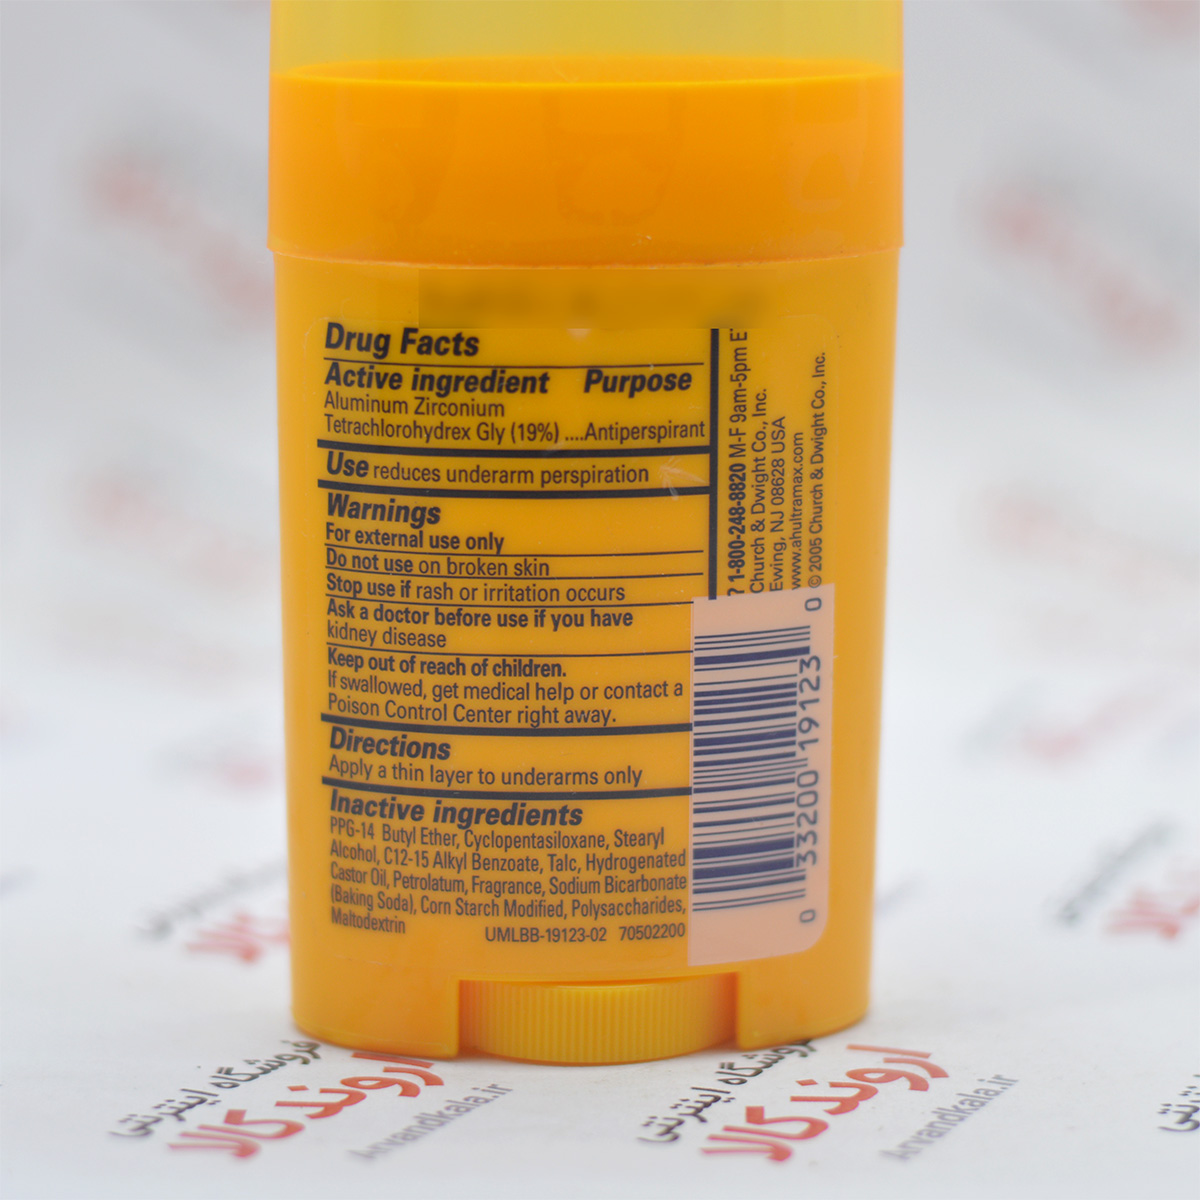 Drug Facts
Active ingredient Purpose
Aluminum Zirconium
Tetrachlorohydrex Gly (19%) ....Antiperspirant
Use reduces underarm perspiration
Warnings
For external use only
Do not use on broken skin
Stop use if rash or irritation occurs
Ask a doctor before use if you have
kidney disease
Keep out of reach of children.
If swallowed, get medical help or contact a
Poison Control Center right away.
Directions
Apply a thin layer to underarms only
Inactive ingredients
PPG-14 Butyl Ether, Cyclopentasiloxane, Stearyl
Alcohol, C12-15 Alkyl Benzoate, Talc, Hydrogenated
Castor Oil, Petrolatum, Fragrance, Sodium Bicarbonate
(Baking Soda), Corn Starch Modified, Polysaccharides,
Maltodextrin
UMLBB-19123-02 70502200
? 1-800-248-8820 M-F 9am-5pm E
Church & Dwight Co., Inc.
Ewing, NJ 08628 USA
www.ahultramax.com
© 2005 Church & Dwight Co., Inc.
0 33200 19123 0
فروشگاه اینترنتی
اروند کالا
Arvandkala.ir
فروشگاه اینترنتی
اروند کالا
Arvandkala.ir